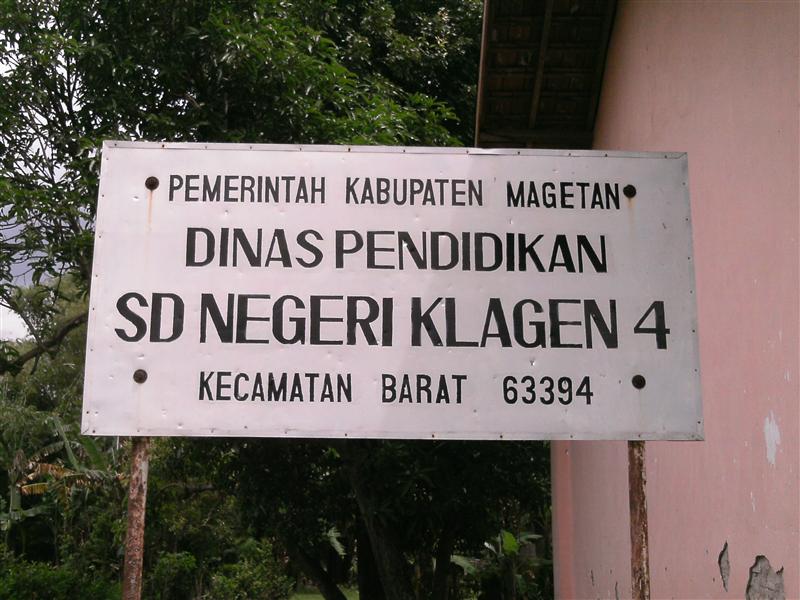 PEMERINTAH KABUPATEN MAGETAN
DINAS PENDIDIKAN
SD NEGERI KLAGEN 4
KECAMATAN BARAT 63394